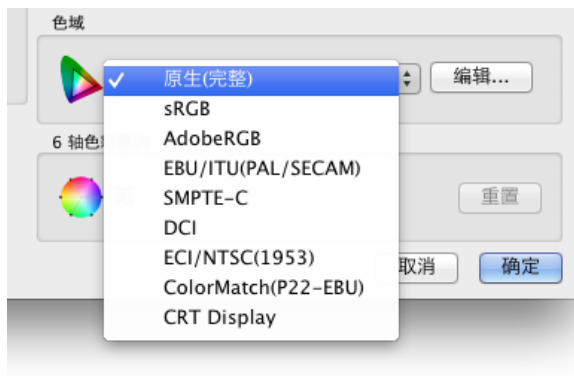 色域
原生(完整)
编辑...
sRGB
AdobeRGB
6 轴色
EBU/ITU(PAL/SECAM)
SMPTE-C
重置
DCI
ECI/NTSC(1953)
取消
确定
ColorMatch(P22-EBU)
CRT Display